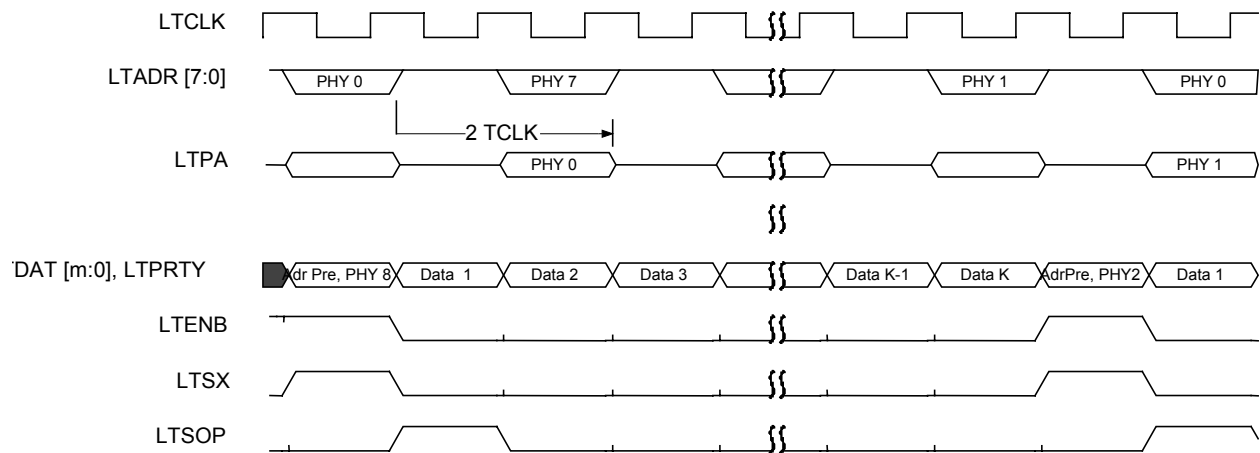 LTCLK
LTADR [7:0] PHY 0 PHY 7 PHY 1 PHY 0
2 TCLK
LTPA PHY 0 PHY 1
DAT [m:0], LTPRTY Adr Pre, PHY 8 Data 1 Data 2 Data 3 Data K-1 Data K AdrPre, PHY2 Data 1
LTENB
LTSX
LTSOP